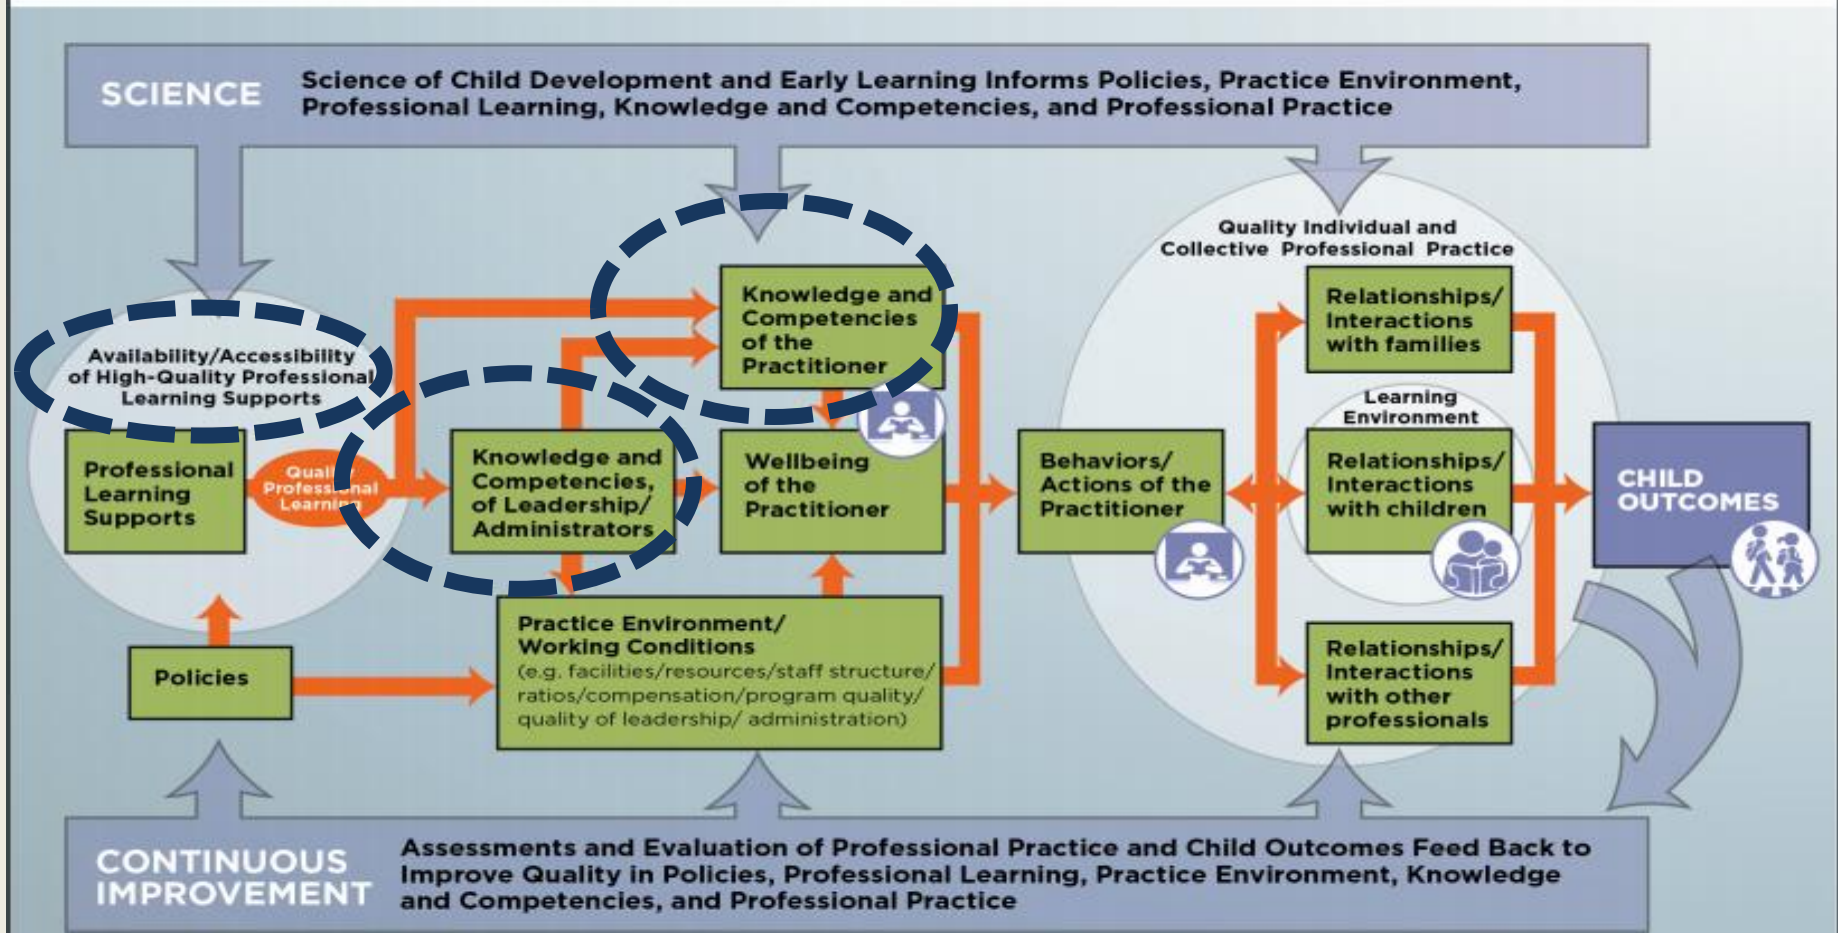 SCIENCE
Science of Child Development and Early Learning Informs Policies, Practice Environment,
Professional Learning, Knowledge and Competencies, and Professional Practice
Availability/Accessibility
of High-Quality Professional
Learning Supports
Professional
Learning
Supports
Quality
Professional
Learning
Policies
Knowledge and
Competencies,
of Leadership/
Administrators
Knowledge and
Competencies
of the
Practitioner
Wellbeing
of the
Practitioner
Practice Environment/
Working Conditions
(e.g. facilities/resources/staff structure/
ratios/compensation/program quality/
quality of leadership/ administration)
Behaviors/
Actions of the
Practitioner
Quality Individual and
Collective Professional Practice
Relationships/
Interactions
with families
Learning
Environment
Relationships/
Interactions
with children
Relationships/
Interactions
with other
professionals
CHILD
OUTCOMES
CONTINUOUS
IMPROVEMENT
Assessments and Evaluation of Professional Practice and Child Outcomes Feed Back to
Improve Quality in Policies, Professional Learning, Practice Environment, Knowledge
and Competencies, and Professional Practice